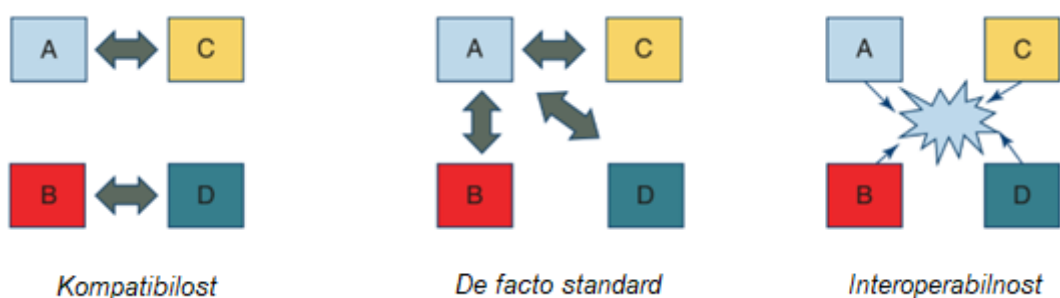 A C A C A C
B D B D B D
Kompatibilost De facto standard Interoperabilnost